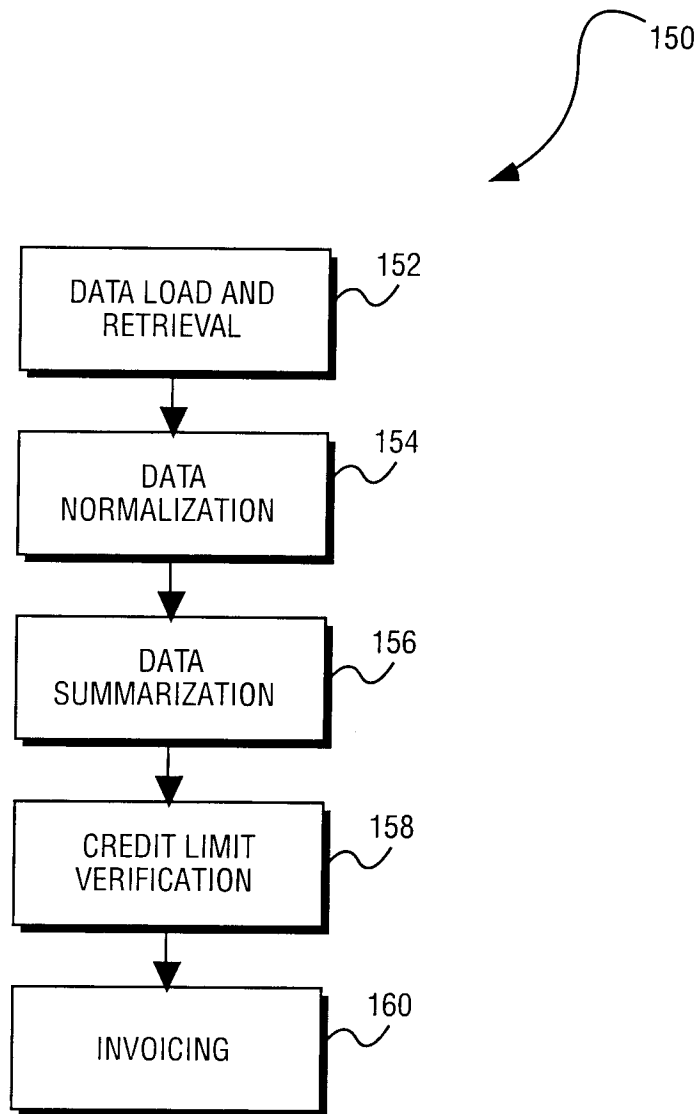 150
DATA LOAD AND
RETRIEVAL
152
DATA
NORMALIZATION
154
DATA
SUMMARIZATION
156
CREDIT LIMIT
VERIFICATION
158
INVOICING
160